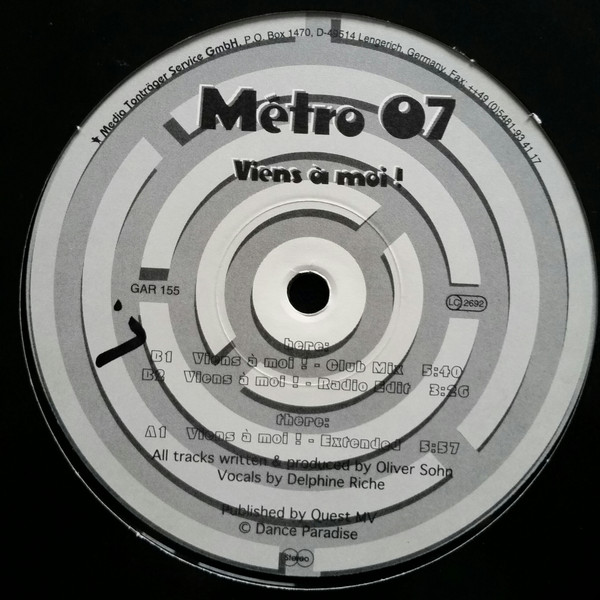 Media Tonträger Service GmbH, P.O. Box 1470, D-49514 Lengerich, Germany, Fax: ++49 (0)5481-93 41 17
Métro 07
Viens à moi !
GAR 155
LC 2692
here:
B1 Viens à moi ! - Club Mix 5:40
B2 Viens à moi ! - Radio Edit 3:26
there:
A1 Viens à moi ! - Extended 5:57
All tracks written & produced by Oliver Sohn
Vocals by Delphine Riche
Published by Quest MV
© Dance Paradise
Stereo